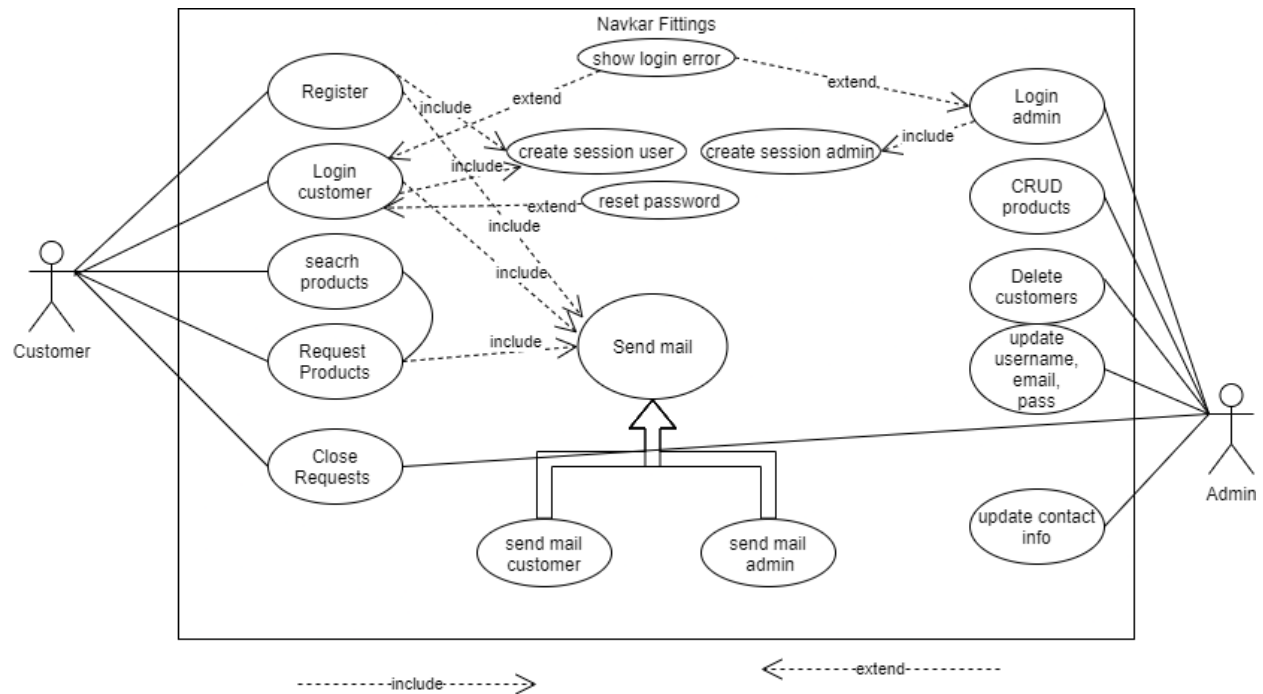 Navkar Fittings
show login error
Register
include
extend
extend
Login
admin
include
create session user
create session admin
Login
customer
include
CRUD
products
reset password
extend
include
seacrh
products
include
Delete
customers
Customer
Request
Products
include
Send mail
update
username,
email,
pass
Close
Requests
Admin
update contact
info
send mail
customer
send mail
admin
include
extend